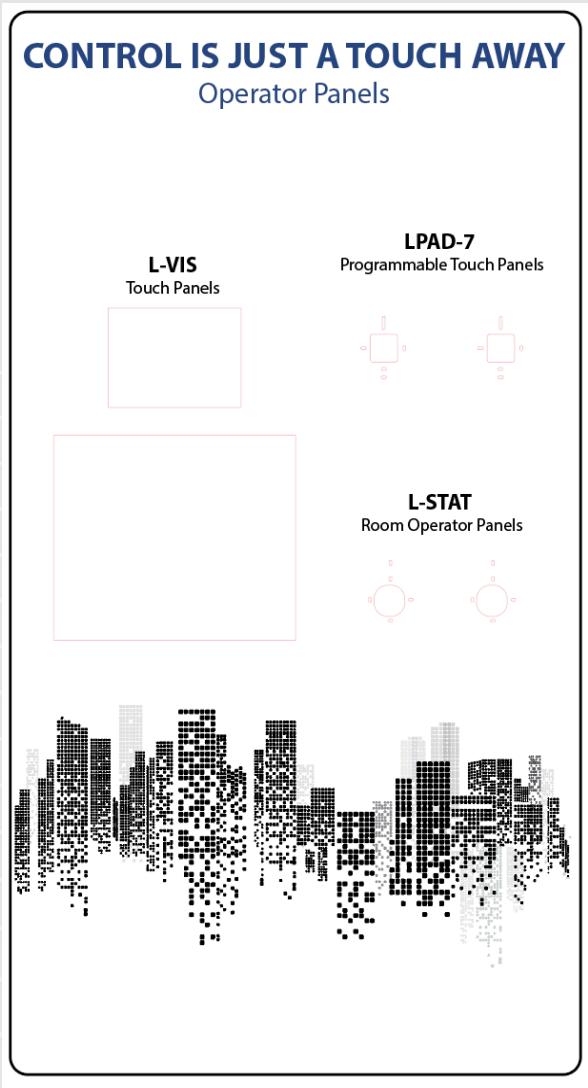 CONTROL IS JUST A TOUCH AWAY
Operator Panels
L-VIS
Touch Panels
LPAD-7
Programmable Touch Panels
L-STAT
Room Operator Panels